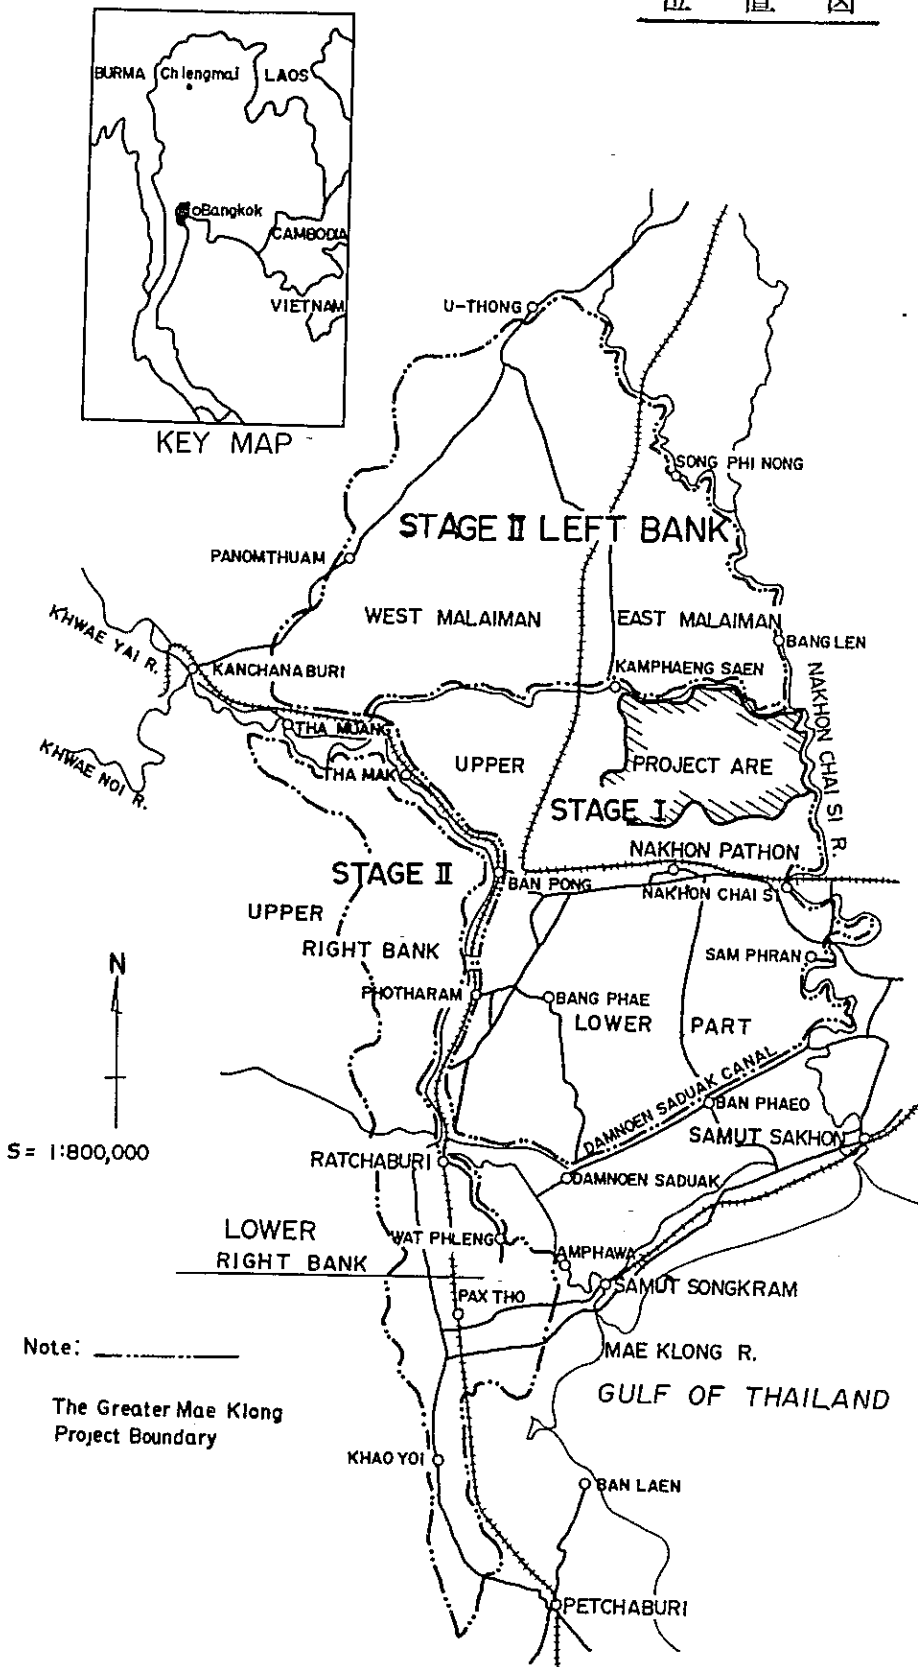 位 置 図
BURMA
Chiengmai
LAOS
Bangkok
CAMBODIA
VIETNAM
KEY MAP
U-THONG
SONG PHI NONG
STAGE II LEFT BANK
PANOMTHUAM
WEST MALAIMAN
EAST MALAIMAN
BANG LEN
KHWAE YAI R.
KANCHANABURI
KAMPHAENG SAEN
NAKHON CHAI SI R.
THA MUANK
KHWAE NOI R.
THA MAK
UPPER
PROJECT ARE
STAGE I
NAKHON PATHON
STAGE II
BAN PONG
NAKHON CHAI SI
UPPER
RIGHT BANK
SAM PHRAN
N
PHOTHARAM
BANG PHAE
LOWER PART
DAMNOEN SADUAK CANAL
BAN PHAEO
S = 1:800,000
SAMUT SAKHON
RATCHABURI
DAMNOEN SADUAK
LOWER
RIGHT BANK
WAT PHLENG
AMPHAWA
SAMUT SONGKRAM
PAX THO
Note:
MAE KLONG R.
GULF OF THAILAND
The Greater Mae Klong
Project Boundary
KHAO YOI
BAN LAEN
PETCHABURI